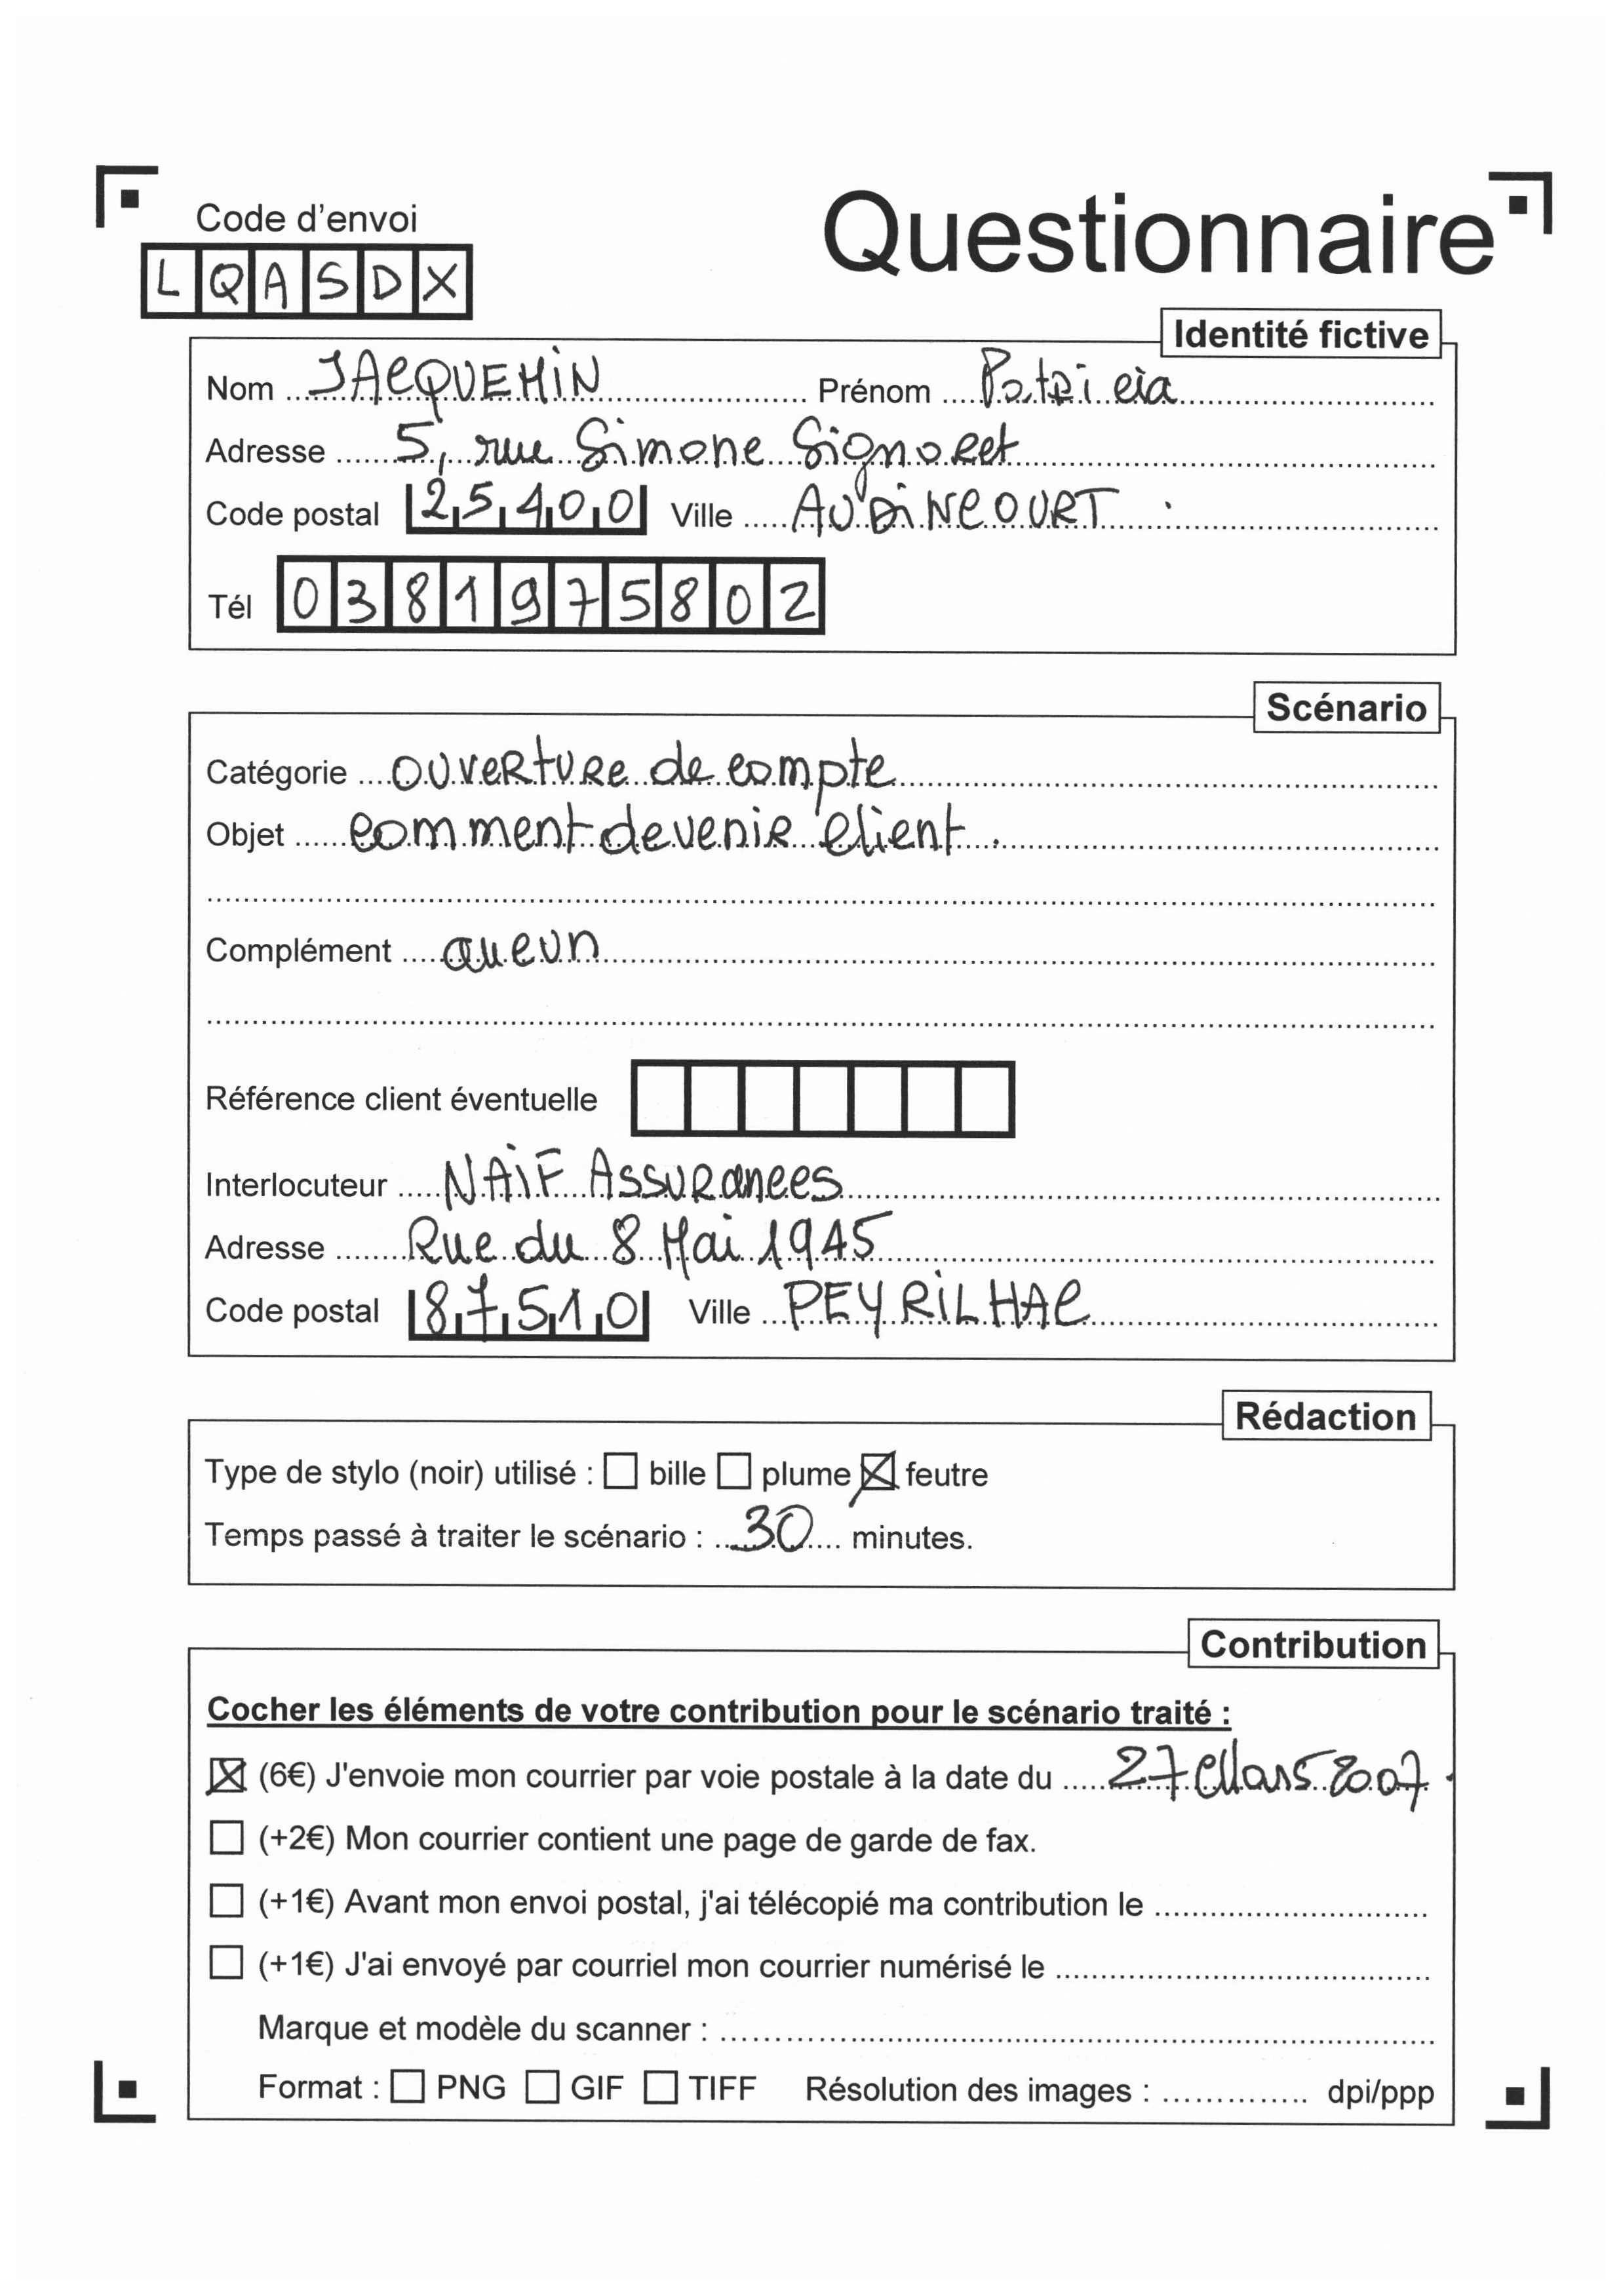 Code d'envoi
Questionnaire
LQASDX
Identité fictive
Nom JACQUEMIN Prénom Patricia
Adresse 5, rue Simone Signoret
Code postal 25400 Ville AUDINCOURT.
Tél 0381975802
Scénario
Catégorie ouverture de compte
Objet comment devenir client.
Complément aucun
Référence client éventuelle
Interlocuteur NAIF Assurances
Adresse Rue du 8 Mai 1945
Code postal 87510 Ville PEYRILHAC
Rédaction
Type de stylo (noir) utilisé : ☐ bille ☐ plume ☒ feutre
Temps passé à traiter le scénario : 30 minutes.
Contribution
Cocher les éléments de votre contribution pour le scénario traité :
☒ (6€) J'envoie mon courrier par voie postale à la date du 27 Mars 2007.
☐ (+2€) Mon courrier contient une page de garde de fax.
☐ (+1€) Avant mon envoi postal, j'ai télécopié ma contribution le
☐ (+1€) J'ai envoyé par courriel mon courrier numérisé le
Marque et modèle du scanner :
Format : ☐ PNG ☐ GIF ☐ TIFF Résolution des images : dpi/ppp